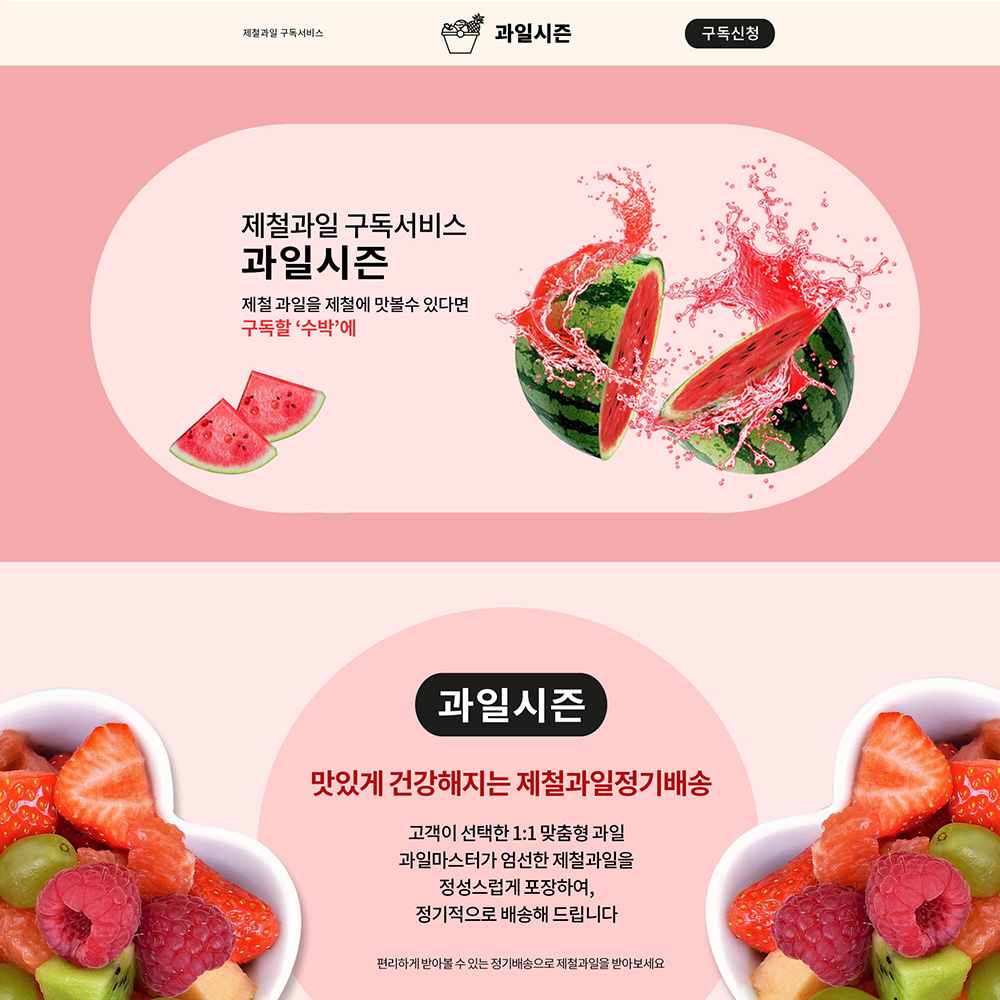 제철과일 구독서비스
과일시즌
구독신청
제철과일 구독서비스
과일시즌
제철 과일을 제철에 맛볼수 있다면
구독할 ‘수박’에
과일시즌
맛있게 건강해지는 제철과일정기배송
고객이 선택한 1:1 맞춤형 과일
과일마스터가 엄선한 제철과일을
정성스럽게 포장하여,
정기적으로 배송해 드립니다
편리하게 받아볼 수 있는 정기배송으로 제철과일을 받아보세요